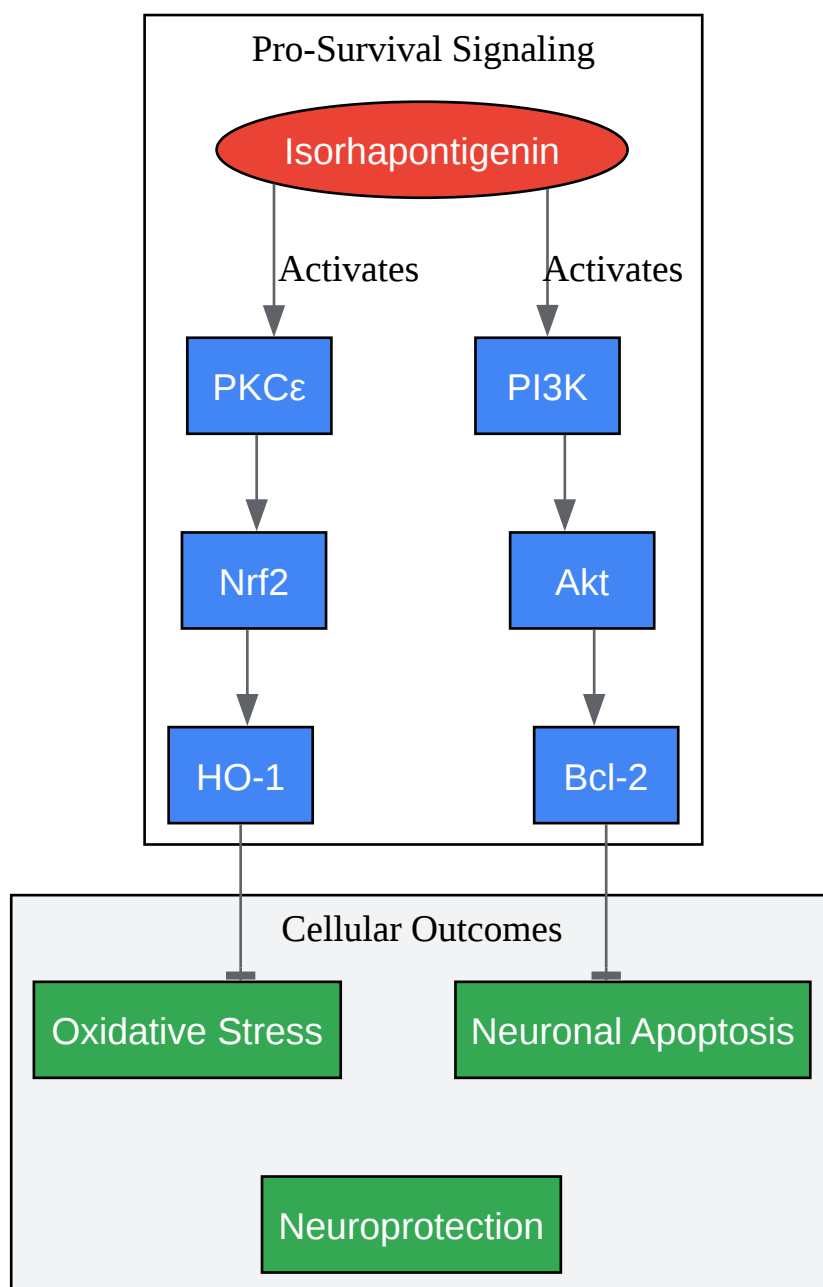 Pro-Survival Signaling
Isorhapontigenin
Activates
Activates
PKCε
PI3K
Nrf2
Akt
HO-1
Bcl-2
Cellular Outcomes
Oxidative Stress
Neuronal Apoptosis
Neuroprotection